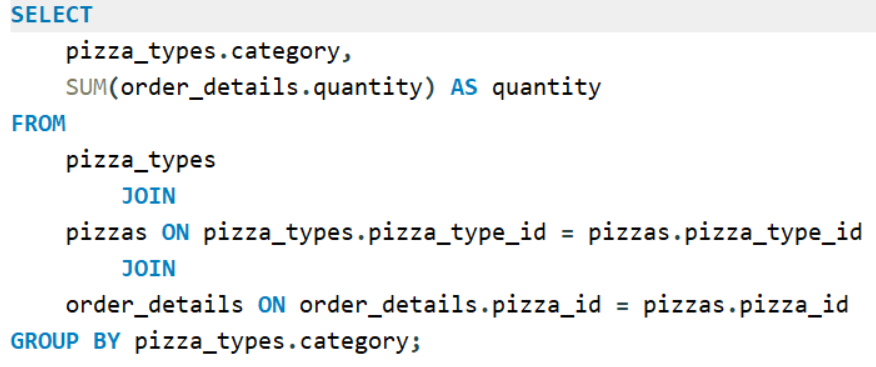 SELECT
    pizza_types.category,
    SUM(order_details.quantity) AS quantity
FROM
    pizza_types
        JOIN
    pizzas ON pizza_types.pizza_type_id = pizzas.pizza_type_id
        JOIN
    order_details ON order_details.pizza_id = pizzas.pizza_id
GROUP BY pizza_types.category;